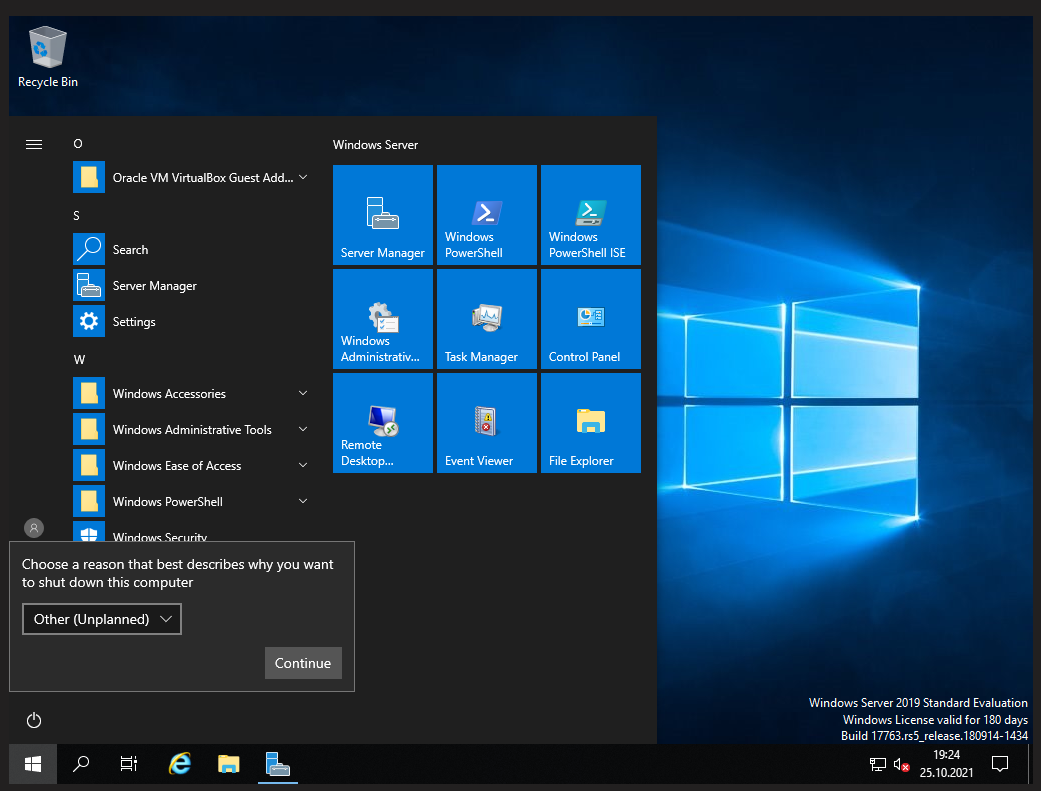 Recycle Bin
O
Oracle VM VirtualBox Guest Add...
S
Search
Server Manager
Settings
W
Windows Accessories
Windows Administrative Tools
Windows Ease of Access
Windows PowerShell
Windows Security
Windows Server
Server Manager
Windows
PowerShell
Windows
PowerShell ISE
Windows
Administrativ...
Task Manager
Control Panel
Remote
Desktop...
Event Viewer
File Explorer
Choose a reason that best describes why you want
to shut down this computer
Other (Unplanned)
Continue
Windows Server 2019 Standard Evaluation
Windows License valid for 180 days
Build 17763.rs5_release.180914-1434
19:24
25.10.2021